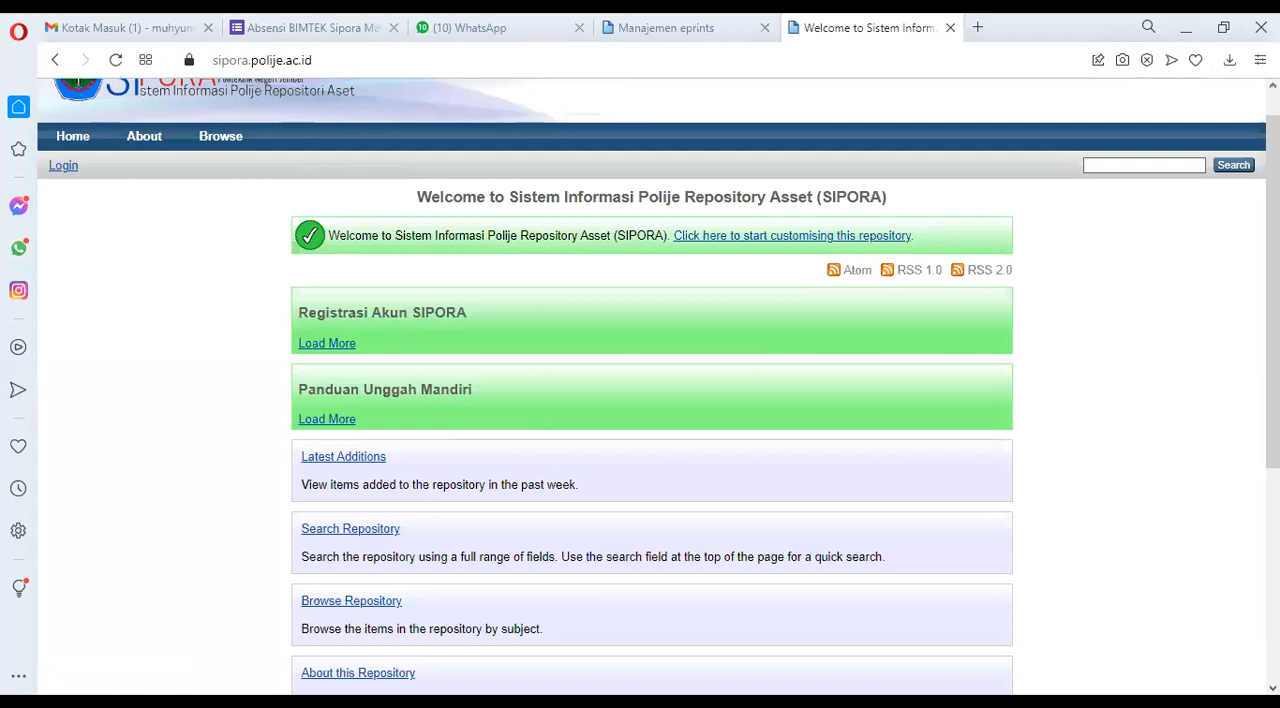 Kotak Masuk (1) - muhyun
Absensi BIMTEK Sipora Ma
(10) WhatsApp
Manajemen eprints
Welcome to Sistem Inform
sipora.polije.ac.id
stem Informasi Polije Repositori Aset
Home About Browse
Login
Search
Welcome to Sistem Informasi Polije Repository Asset (SIPORA)
Welcome to Sistem Informasi Polije Repository Asset (SIPORA). Click here to start customising this repository.
Atom RSS 1.0 RSS 2.0
Registrasi Akun SIPORA
Load More
Panduan Unggah Mandiri
Load More
Latest Additions
View items added to the repository in the past week.
Search Repository
Search the repository using a full range of fields. Use the search field at the top of the page for a quick search.
Browse Repository
Browse the items in the repository by subject.
About this Repository